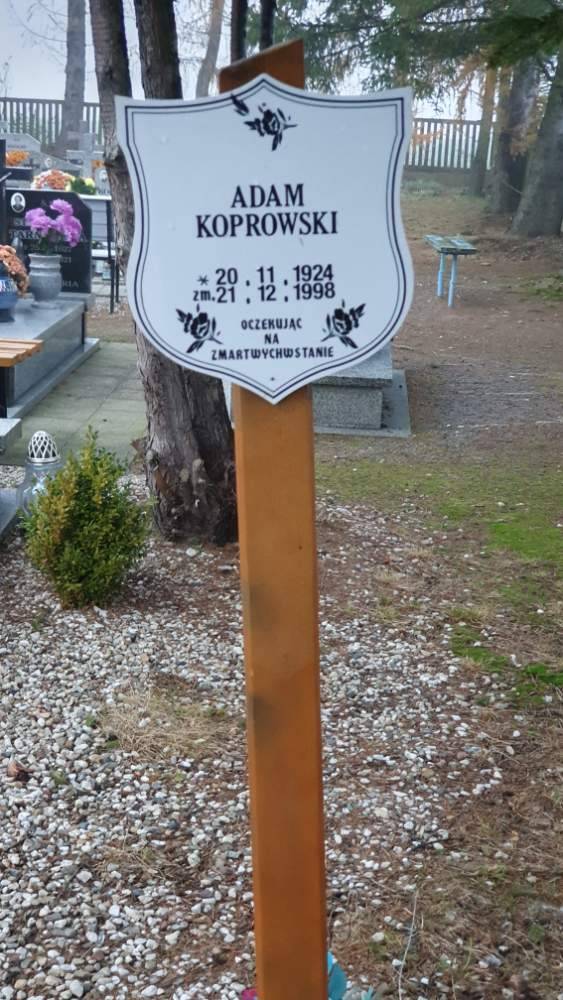 ADAM
KOPROWSKI
* 20 . 11 . 1924
zm. 21 . 12 . 1998
OCZEKUJĄC
NA
ZMARTWYCHWSTANIE